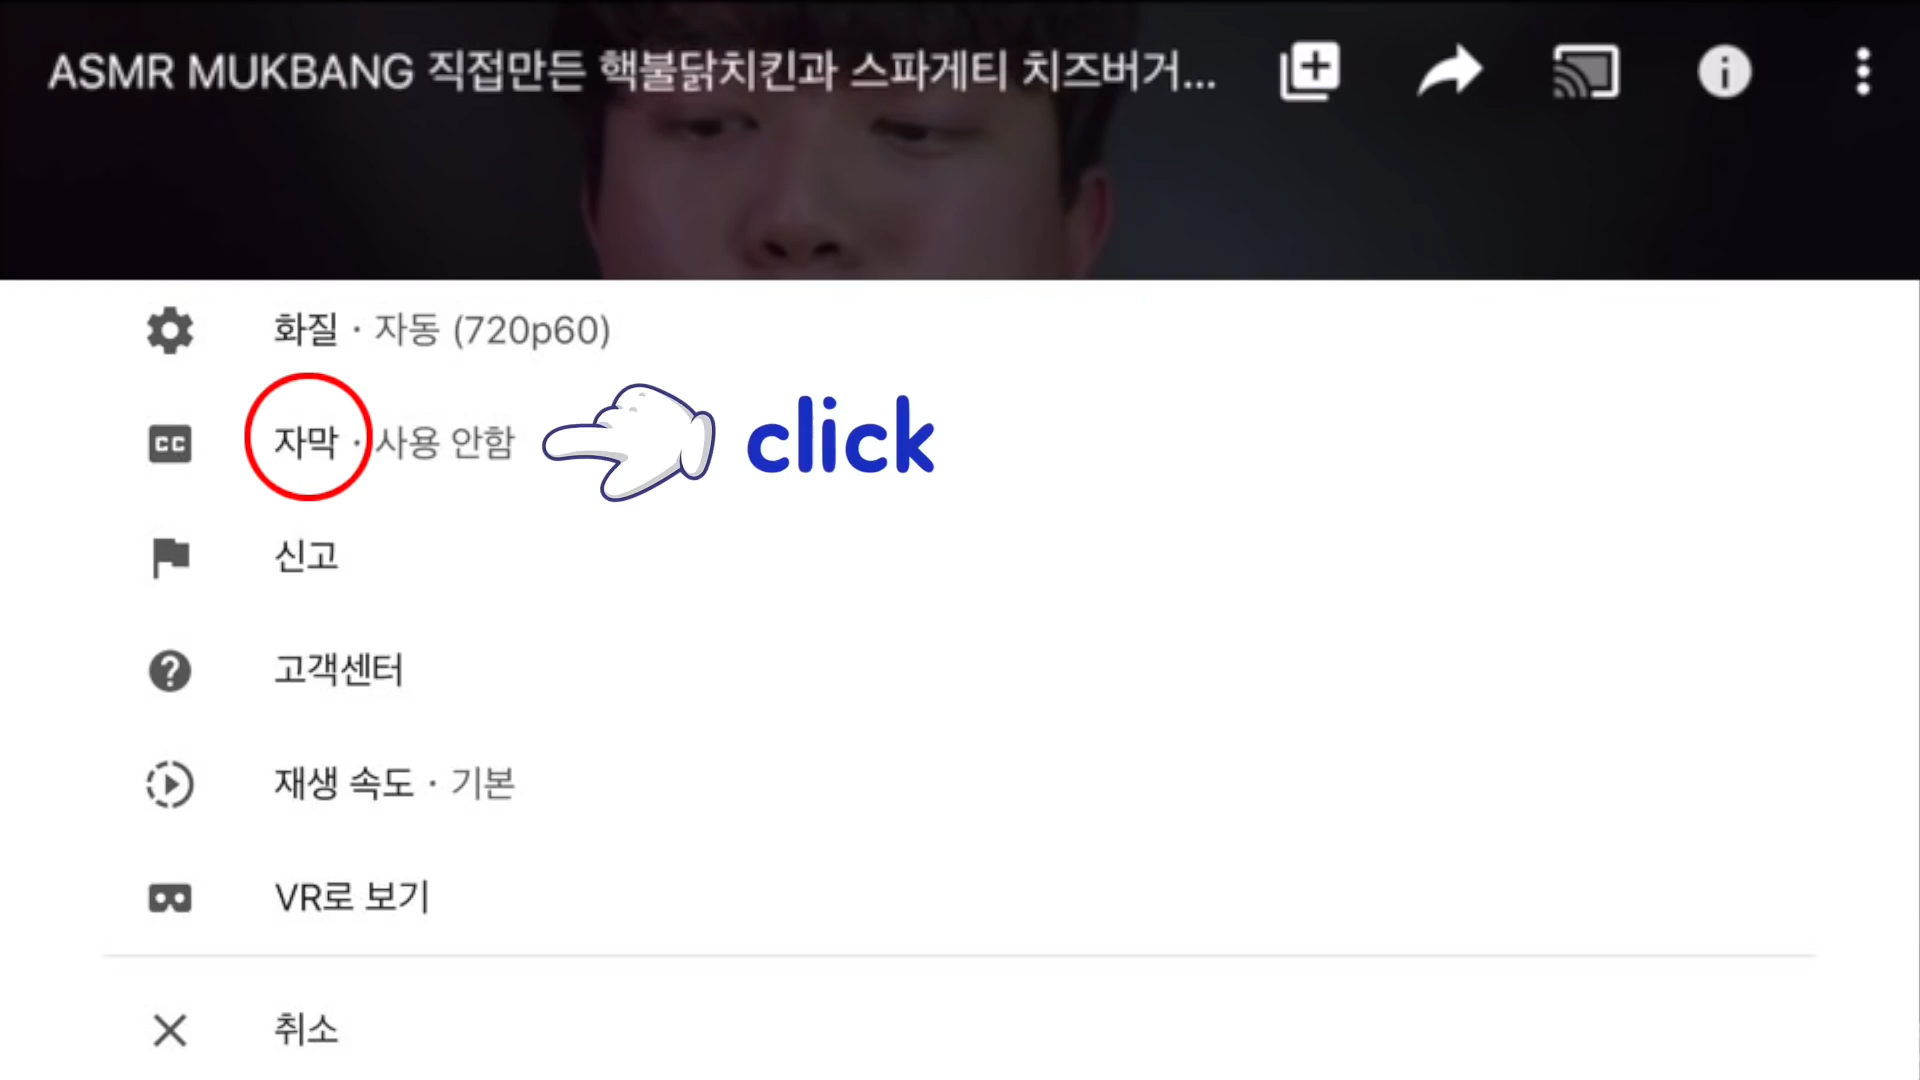 ASMR MUKBANG 직접만든 핵불닭치킨과 스파게티 치즈버거...
화질 · 자동 (720p60)
CC 자막 · 사용 안함 click
신고
고객센터
재생 속도 · 기본
VR로 보기
취소